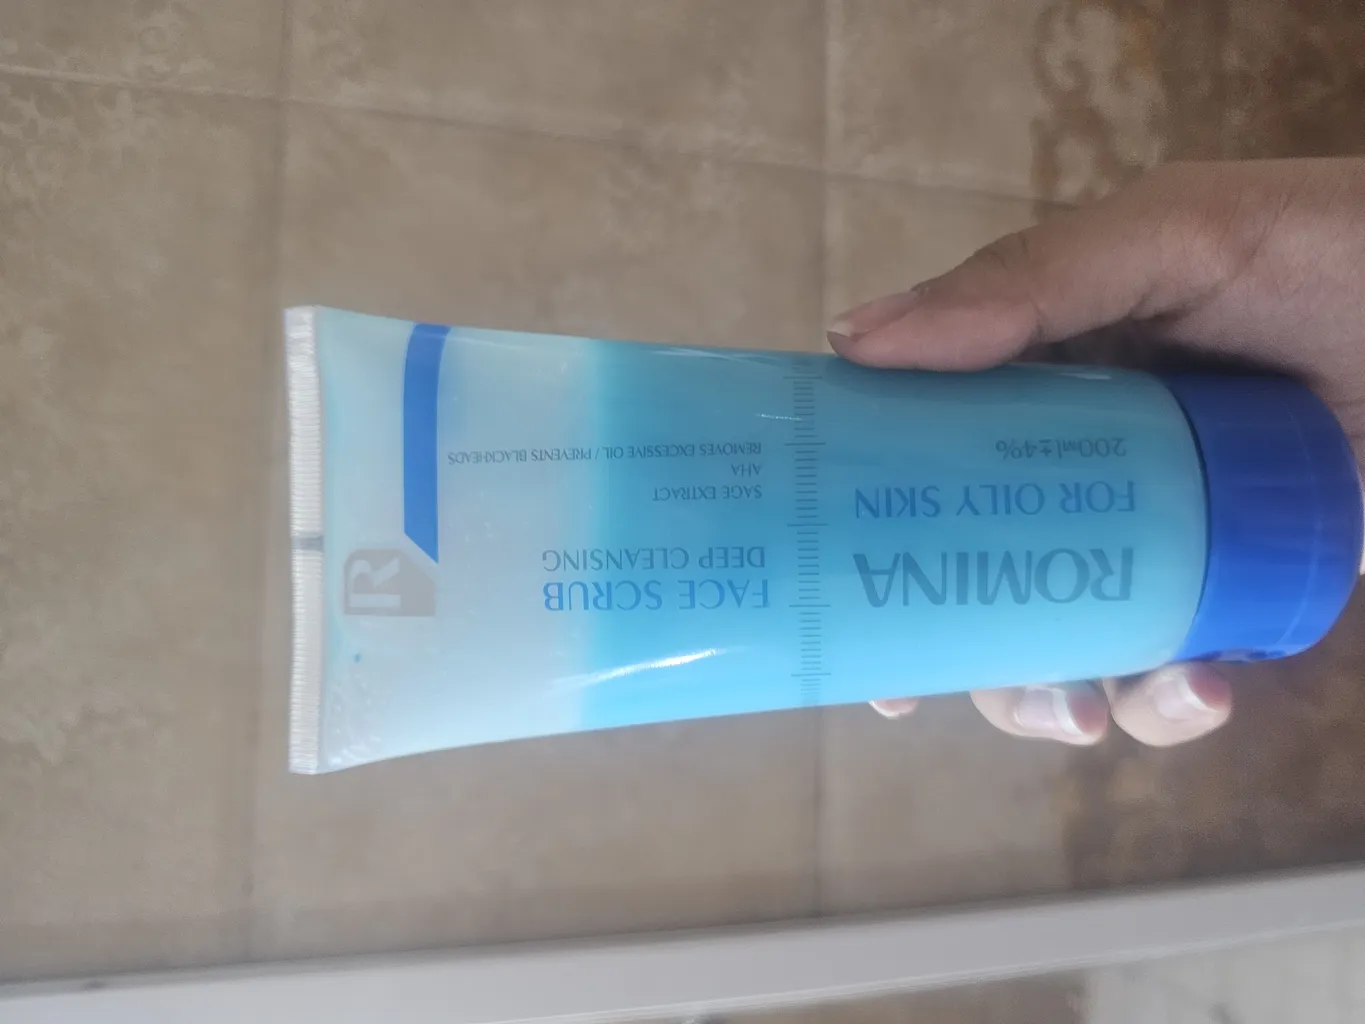 ROMINA
FOR OILY SKIN
200ml±4%
FACE SCRUB
DEEP CLEANSING
SAGE EXTRACT
AHA
REMOVES EXCESSIVE OIL / PREVENTS BLACKHEADS
R